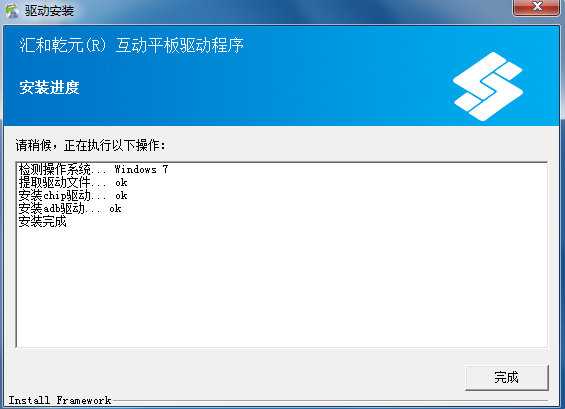 驱动安装
汇和乾元(R) 互动平板驱动程序
安装进度
请稍候，正在执行以下操作：
检测操作系统... Windows 7
提取驱动文件... ok
安装chip驱动... ok
安装adb驱动... ok
安装完成
完成
Install Framework